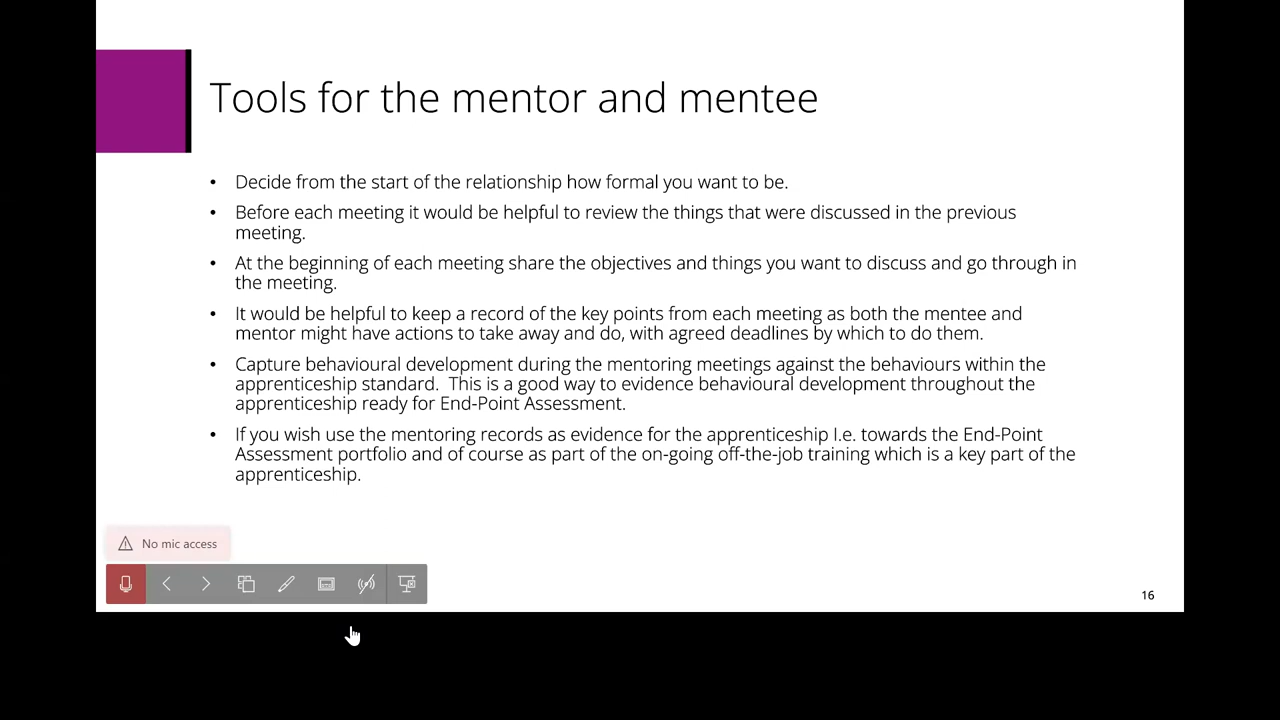 Tools for the mentor and mentee
• Decide from the start of the relationship how formal you want to be.
• Before each meeting it would be helpful to review the things that were discussed in the previous
meeting.
• At the beginning of each meeting share the objectives and things you want to discuss and go through in
the meeting.
• It would be helpful to keep a record of the key points from each meeting as both the mentee and
mentor might have actions to take away and do, with agreed deadlines by which to do them.
• Capture behavioural development during the mentoring meetings against the behaviours within the
apprenticeship standard.  This is a good way to evidence behavioural development throughout the
apprenticeship ready for End-Point Assessment.
• If you wish use the mentoring records as evidence for the apprenticeship I.e. towards the End-Point
Assessment portfolio and of course as part of the on-going off-the-job training which is a key part of the
apprenticeship.
No mic access
16